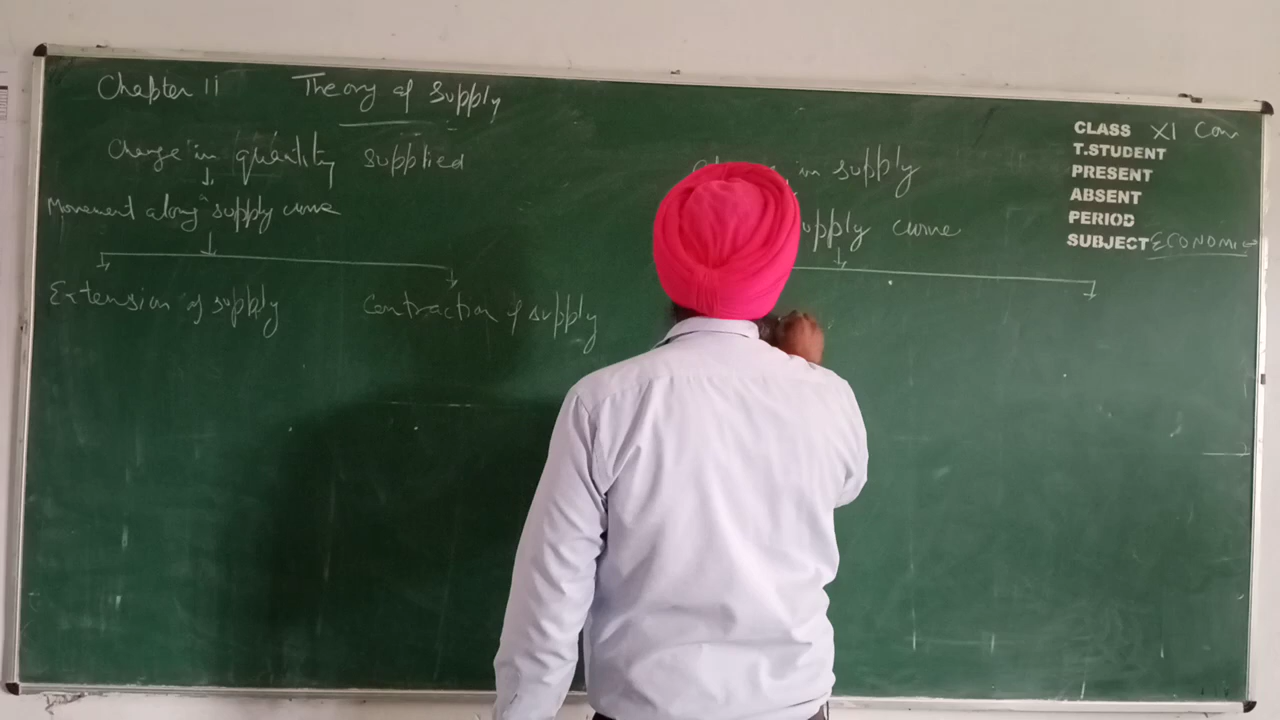 Chapter 11 Theory of Supply
Change in quantity supplied
Movement along supply curve
Extension of supply
Contraction of supply
in supply
supply curve
CLASS XI Com
T.STUDENT
PRESENT
ABSENT
PERIOD
SUBJECT ECONOMICS